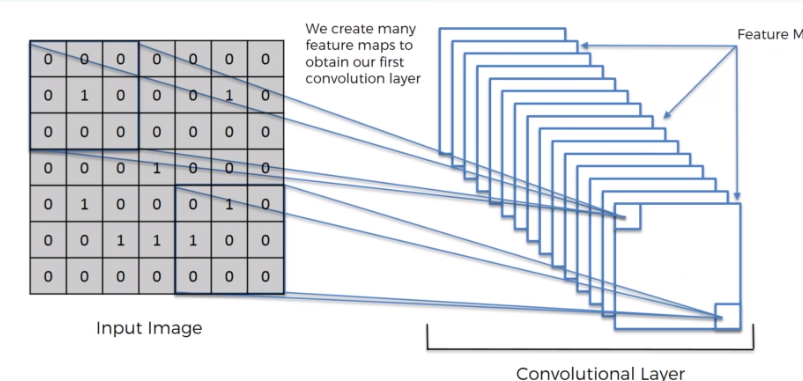 We create many
feature maps to
obtain our first
convolution layer
Feature M
0 0 0 0 0 0 0
0 1 0 0 0 1 0
0 0 0 0 0 0 0
0 0 0 1 0 0 0
0 1 0 0 0 1 0
0 0 1 1 1 0 0
0 0 0 0 0 0 0
Input Image
Convolutional Layer